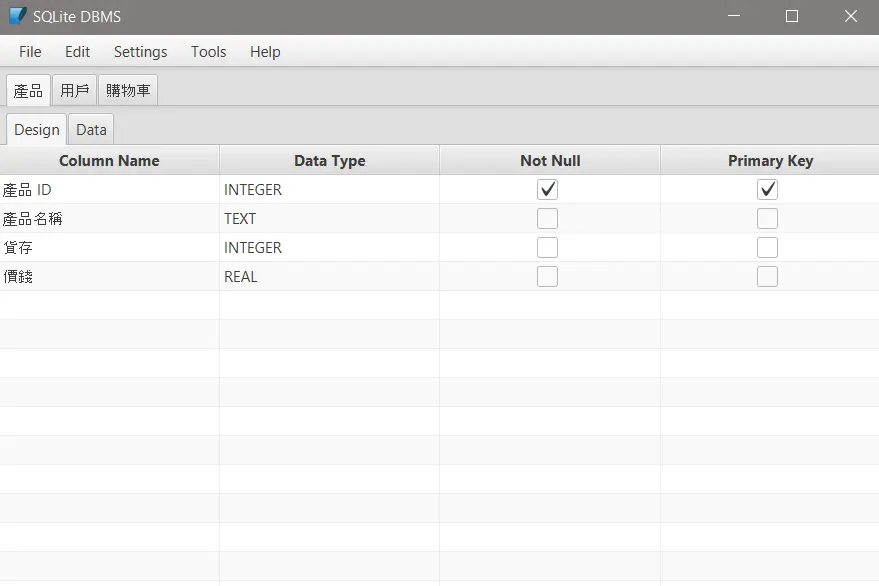 SQLite DBMS
File Edit Settings Tools Help
產品 用戶 購物車
Design Data
Column Name Data Type Not Null Primary Key
產品 ID INTEGER
產品名稱 TEXT
貨存 INTEGER
價錢 REAL